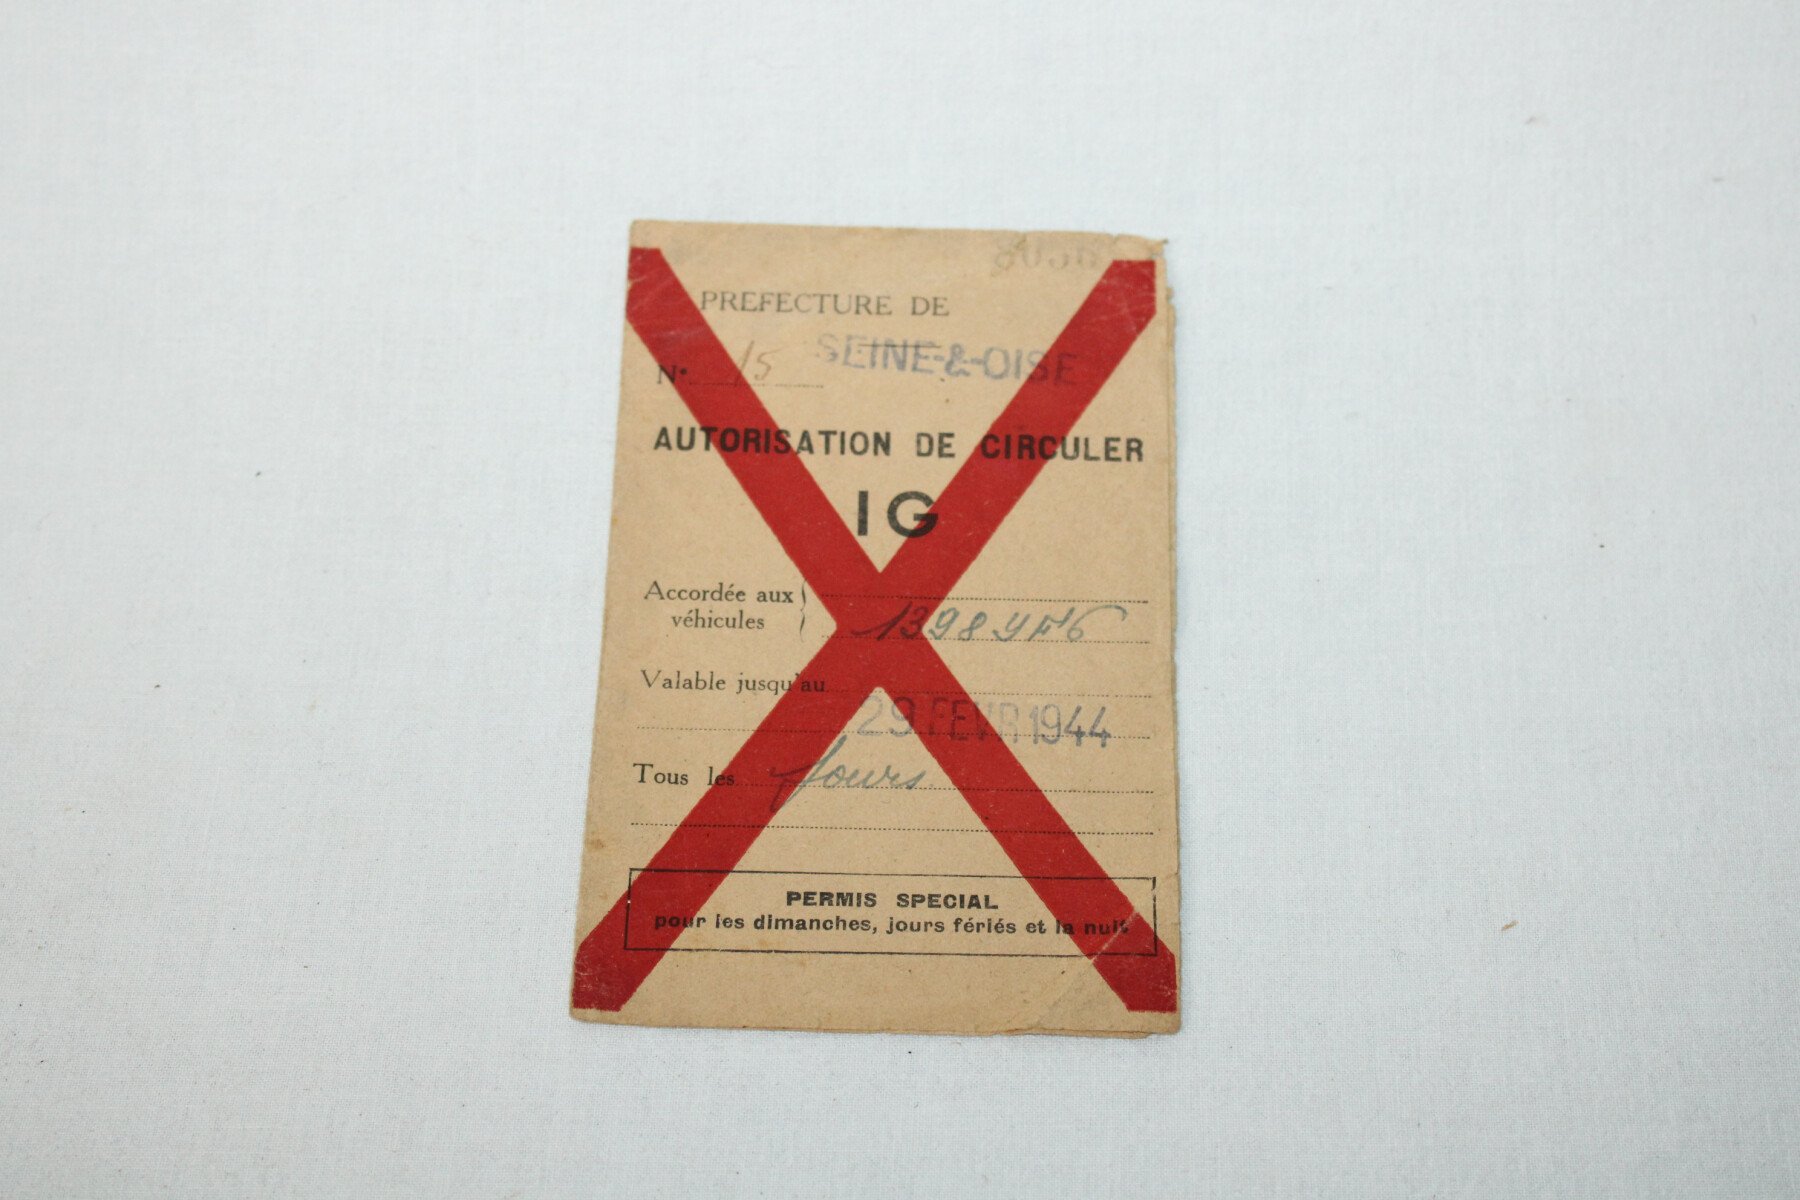 PREFECTURE DE
SEINE-&-OISE
N° 15
AUTORISATION DE CIRCULER
IG
Accordée aux
véhicules 1398 YF6
Valable jusqu'au
29 FEVR 1944
Tous les jours
PERMIS SPECIAL
pour les dimanches, jours fériés et la nuit